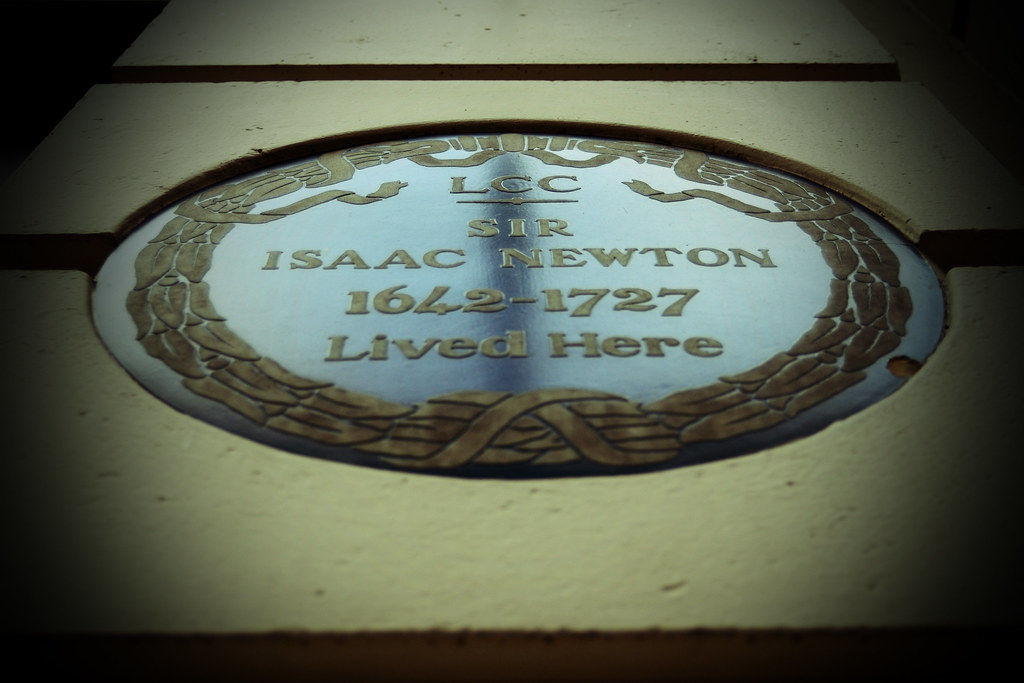 LCC
SIR
ISAAC NEWTON
1642-1727
Lived Here